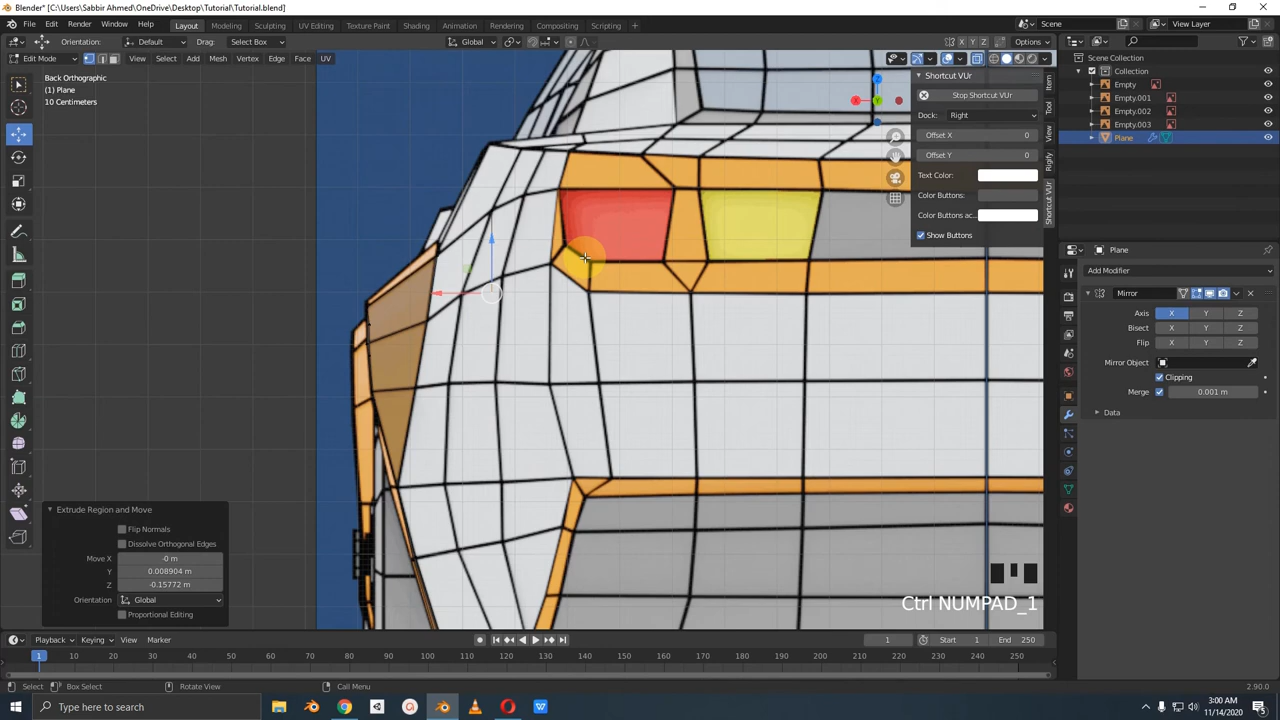 Blender* [C:\Users\Sabbir Ahmed\OneDrive\Desktop\Tutorial\Tutorial.blend]
File Edit Render Window Help Layout Modeling Sculpting UV Editing Texture Paint Shading Animation Rendering Compositing Scripting + Scene View Layer
Orientation: Default Drag: Select Box Global X Y Z Options
Edit Mode View Select Add Mesh Vertex Edge Face UV
Back Orthographic
(1) Plane
10 Centimeters
Shortcut VUr
Stop Shortcut VUr
Dock: Right
Offset X 0
Offset Y 0
Text Color:
Color Buttons:
Color Buttons ac...
Show Buttons
Item
Tool
View
Rigify
Shortcut VUr
Scene Collection
Collection
Empty
Empty.001
Empty.002
Empty.003
Plane
Plane
Add Modifier
Mirror
Axis X Y Z
Bisect X Y Z
Flip X Y Z
Mirror Object
Clipping
Merge 0.001 m
Data
Extrude Region and Move
Flip Normals
Dissolve Orthogonal Edges
Move X -0 m
Y 0.008904 m
Z -0.15772 m
Orientation Global
Proportional Editing
Ctrl NUMPAD_1
Playback Keying View Marker 1 Start 1 End 250
1 10 20 30 40 50 60 70 80 90 100 110 120 130 140 150 160 170 180 190 200 210 220 230 240 250
Select Box Select Rotate View Call Menu 2.90.0
Type here to search
3:00 AM
11/14/2020